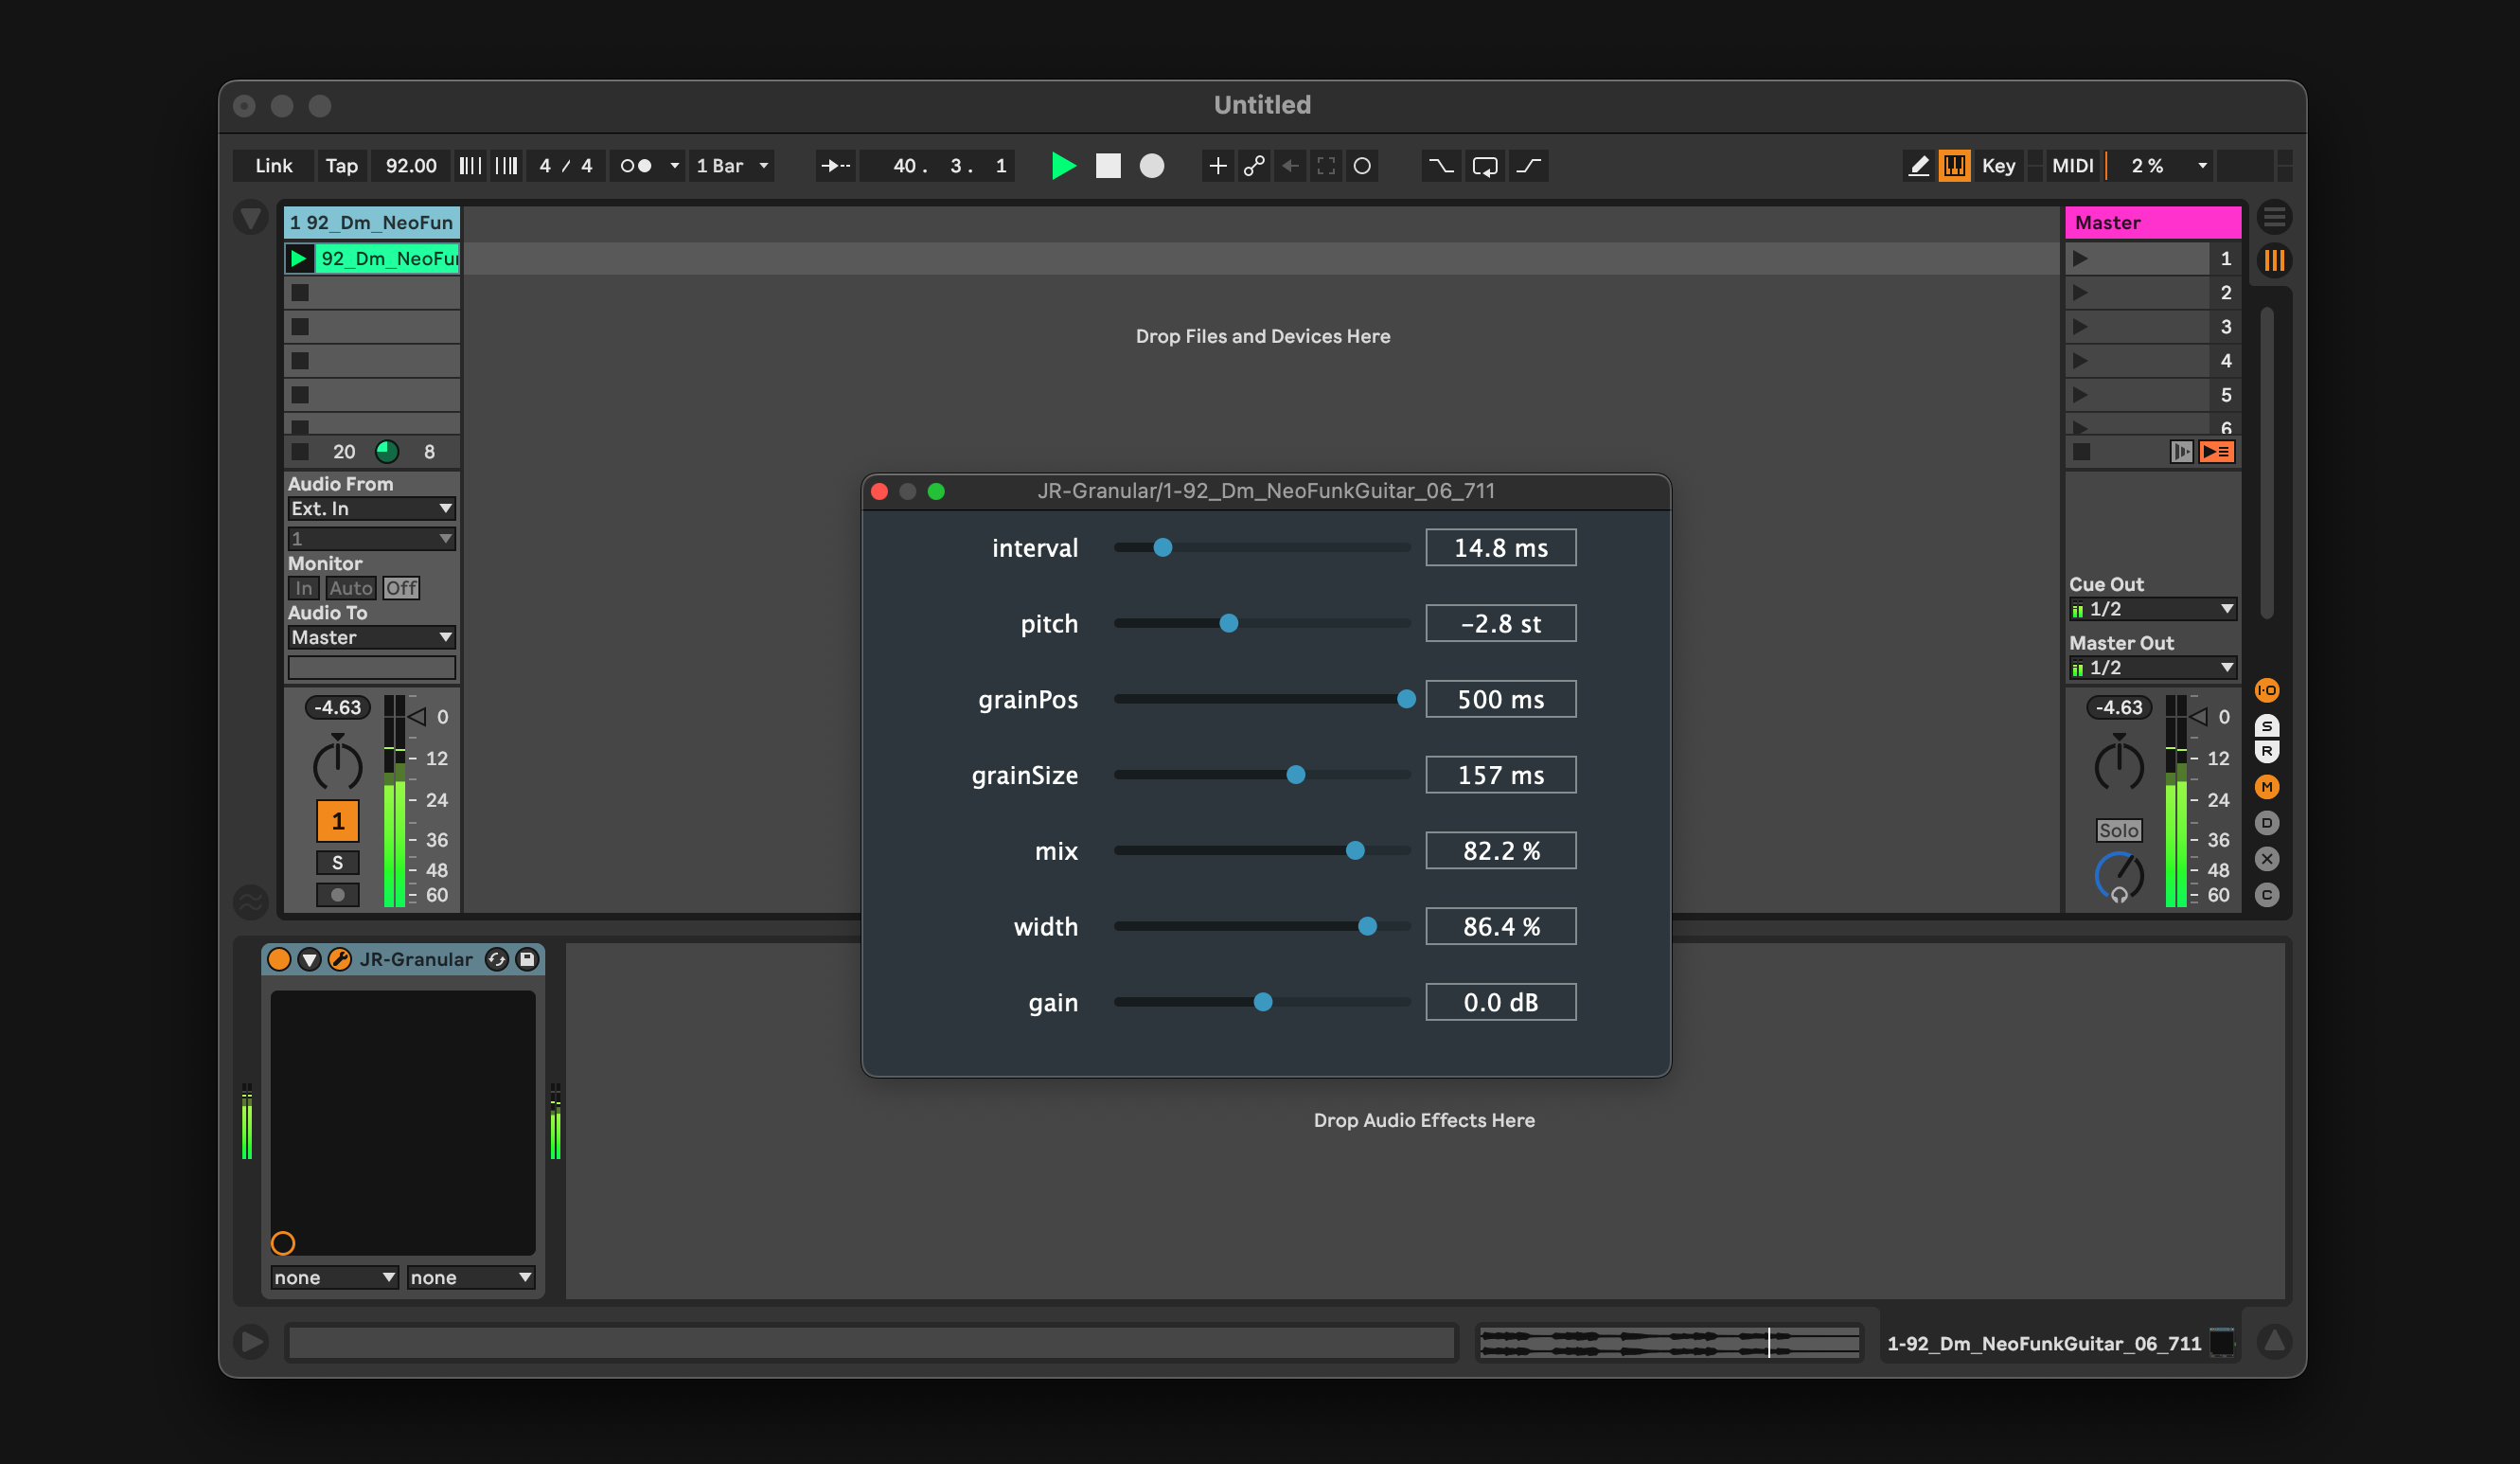 Untitled
Link Tap 92.00 4 / 4 1 Bar 40. 3. 1 Key MIDI 2 %
1 92_Dm_NeoFun
Master
92_Dm_NeoFu
1
2
3
4
5
6
Drop Files and Devices Here
20 8
Audio From
Ext. In
1
Monitor
In Auto Off
Audio To
Master
-4.63
0
12
24
36
48
60
1
S
JR-Granular/1-92_Dm_NeoFunkGuitar_06_711
interval 14.8 ms
pitch -2.8 st
grainPos 500 ms
grainSize 157 ms
mix 82.2 %
width 86.4 %
gain 0.0 dB
Cue Out
1/2
Master Out
1/2
-4.63
0
12
24
36
48
60
Solo
I·O
S
R
M
D
X
C
JR-Granular
none none
Drop Audio Effects Here
1-92_Dm_NeoFunkGuitar_06_711